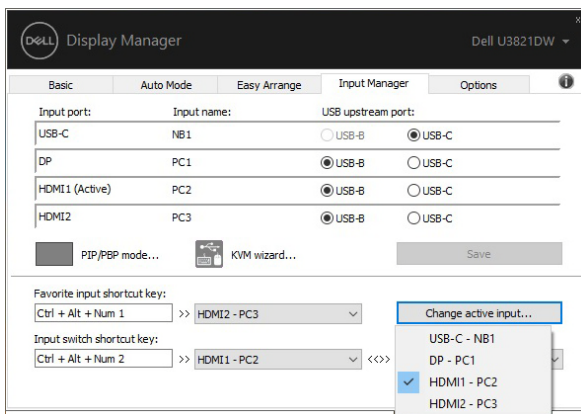 DELL Display Manager Dell U3821DW
x
Basic Auto Mode Easy Arrange Input Manager Options i
Input port: Input name: USB upstream port:
USB-C NB1 USB-B USB-C
DP PC1 USB-B USB-C
HDMI1 (Active) PC2 USB-B USB-C
HDMI2 PC3 USB-B USB-C
PIP/PBP mode... KVM wizard... Save
Favorite input shortcut key:
Ctrl + Alt + Num 1 >> HDMI2 - PC3 Change active input...
Input switch shortcut key:
Ctrl + Alt + Num 2 >> HDMI1 - PC2 <<>>
USB-C - NB1
DP - PC1
HDMI1 - PC2
HDMI2 - PC3